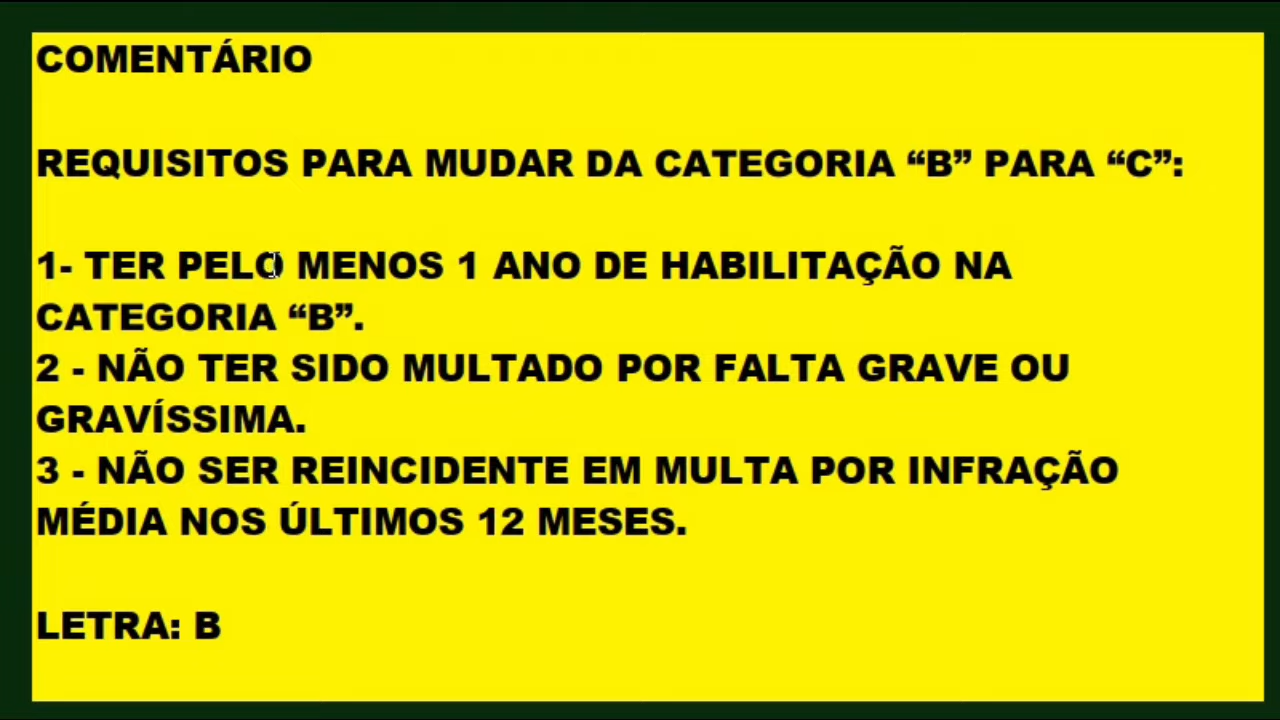 COMENTÁRIO
REQUISITOS PARA MUDAR DA CATEGORIA “B” PARA “C”:
1- TER PELO MENOS 1 ANO DE HABILITAÇÃO NA
CATEGORIA “B”.
2 - NÃO TER SIDO MULTADO POR FALTA GRAVE OU
GRAVÍSSIMA.
3 - NÃO SER REINCIDENTE EM MULTA POR INFRAÇÃO
MÉDIA NOS ÚLTIMOS 12 MESES.
LETRA: B